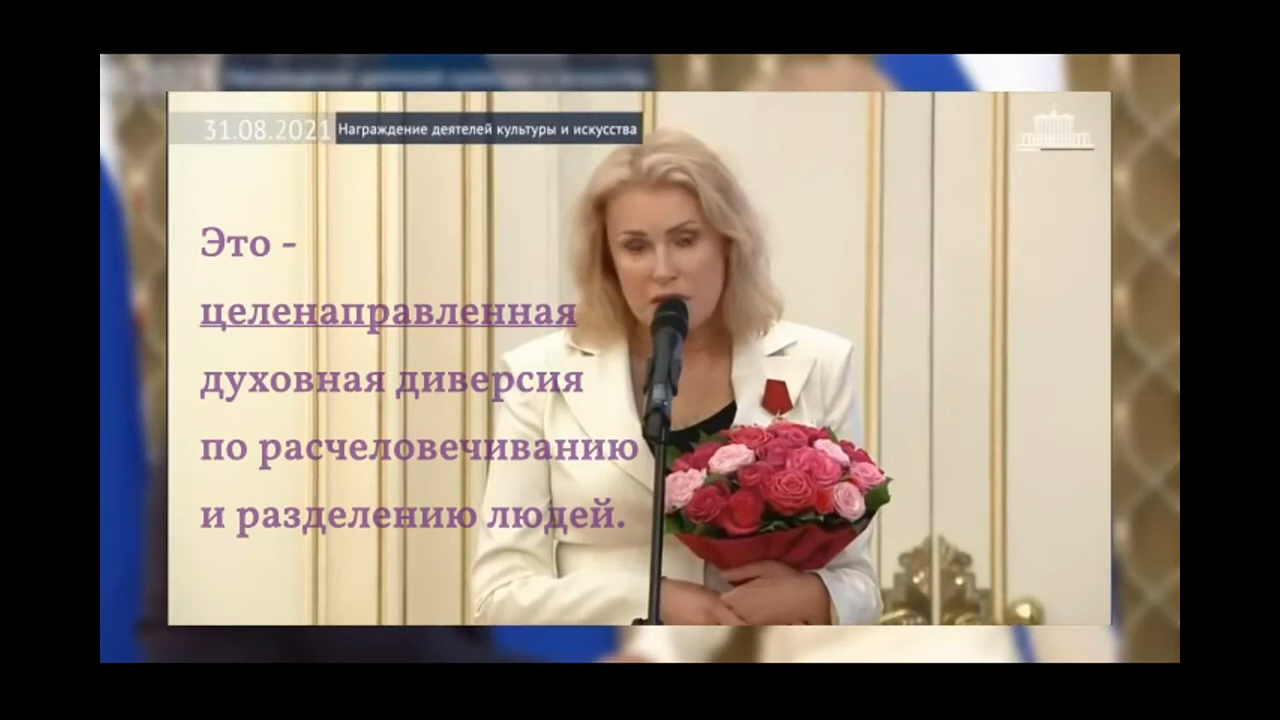 31.08.2021 Награждение деятелей культуры и искусства
Это -
целенаправленная
духовная диверсия
по расчеловечиванию
и разделению людей.